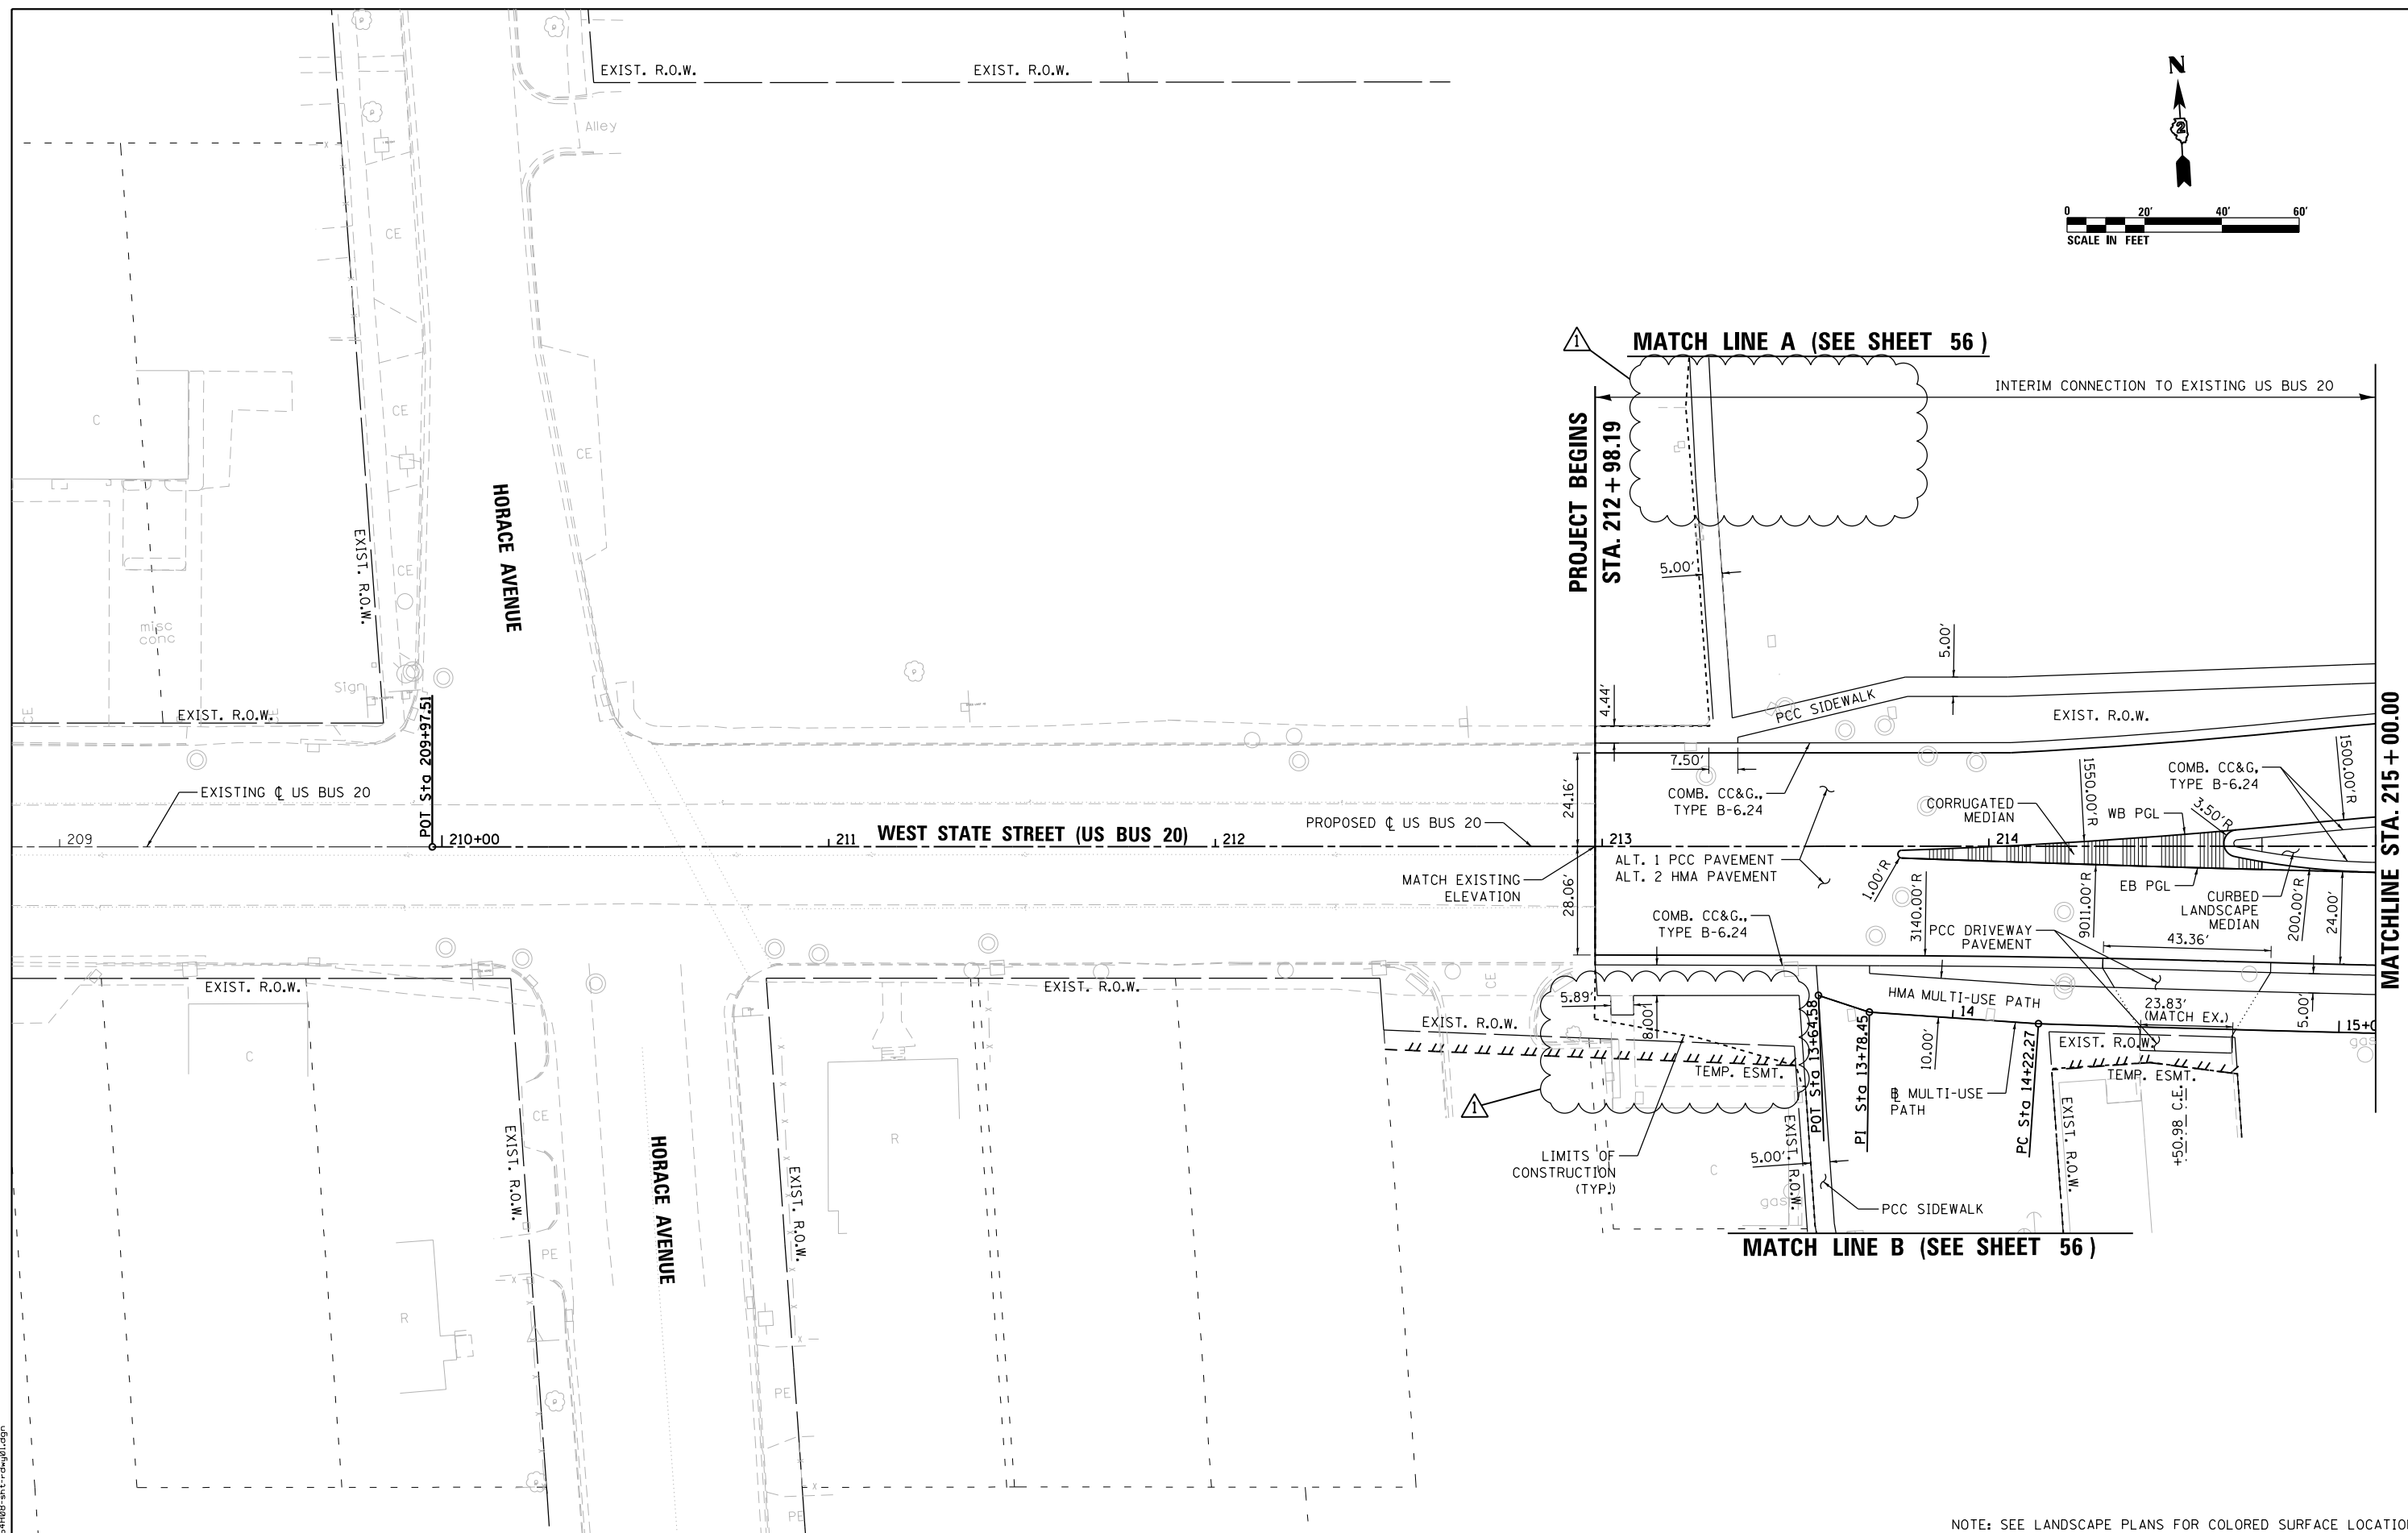 EXIST. R.O.W.
EXIST. R.O.W.
Alley
N
2
0 20' 40' 60'
SCALE IN FEET
CE
CE
CE
CE
C
misc
conc
EXIST. R.O.W.
HORACE AVENUE
1
MATCH LINE A (SEE SHEET 56 )
INTERIM CONNECTION TO EXISTING US BUS 20
PROJECT BEGINS
STA. 212 + 98.19
5.00'
5.00'
4.44'
PCC SIDEWALK
EXIST. R.O.W.
7.50'
Sign
CE
EXIST. R.O.W.
CE
POT Sta 209+97.51
EXISTING ℄ US BUS 20
209
210+00
211
WEST STATE STREET (US BUS 20)
212
PROPOSED ℄ US BUS 20
213
214
24.16'
28.06'
COMB. CC&G.,
TYPE B-6.24
CORRUGATED
MEDIAN
1550.00'R
WB PGL
3.50'R
COMB. CC&G,
TYPE B-6.24
1500.00'R
MATCHLINE STA. 215+00.00
ALT. 1 PCC PAVEMENT
ALT. 2 HMA PAVEMENT
MATCH EXISTING
ELEVATION
1.00'R
3140.00'R
9011.00'R
EB PGL
CURBED
LANDSCAPE
MEDIAN
200.00'R
24.00'
COMB. CC&G.,
TYPE B-6.24
PCC DRIVEWAY
PAVEMENT
43.36'
EXIST. R.O.W.
EXIST. R.O.W.
CE
5.89'
8.00'
HMA MULTI-USE PATH
23.83'
(MATCH EX.)
5.00'
14
15+0
gas
EXIST. R.O.W.
EXIST. R.O.W.
TEMP. ESMT.
TEMP. ESMT.
POT Sta 13+64.58
PI Sta 13+78.45
PC Sta 14+22.27
10.00'
℄ MULTI-USE
PATH
+50.98 C.E.
1
EXIST. R.O.W.
EXIST. R.O.W.
LIMITS OF
CONSTRUCTION
(TYP.)
5.00'
C
gas
PCC SIDEWALK
MATCH LINE B (SEE SHEET 56 )
C
CE
R
EXIST. R.O.W.
HORACE AVENUE
EXIST. R.O.W.
PE
R
PE
PE
NOTE: SEE LANDSCAPE PLANS FOR COLORED SURFACE LOCATION